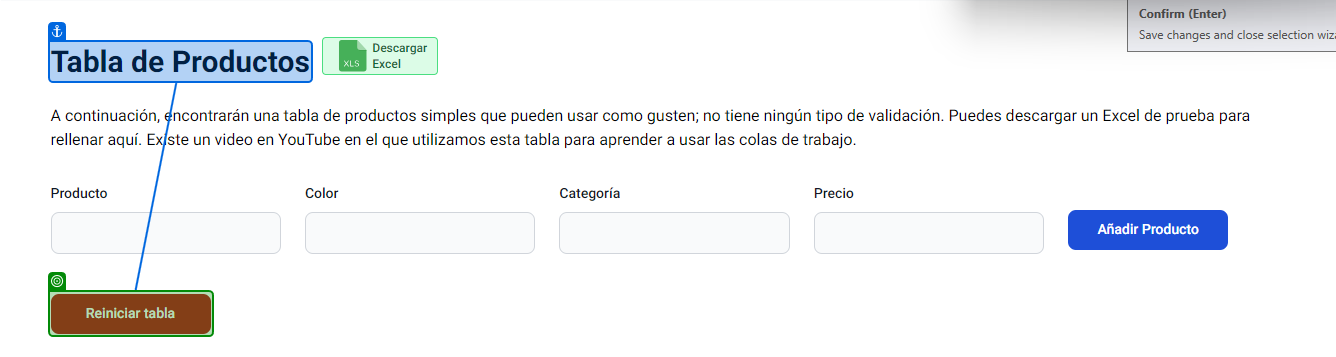 Confirm (Enter)
Save changes and close selection wiz
Tabla de Productos
XLS
Descargar
Excel
A continuación, encontrarán una tabla de productos simples que pueden usar como gusten; no tiene ningún tipo de validación. Puedes descargar un Excel de prueba para
rellenar aquí. Existe un video en YouTube en el que utilizamos esta tabla para aprender a usar las colas de trabajo.
Producto
Color
Categoría
Precio
Añadir Producto
Reiniciar tabla